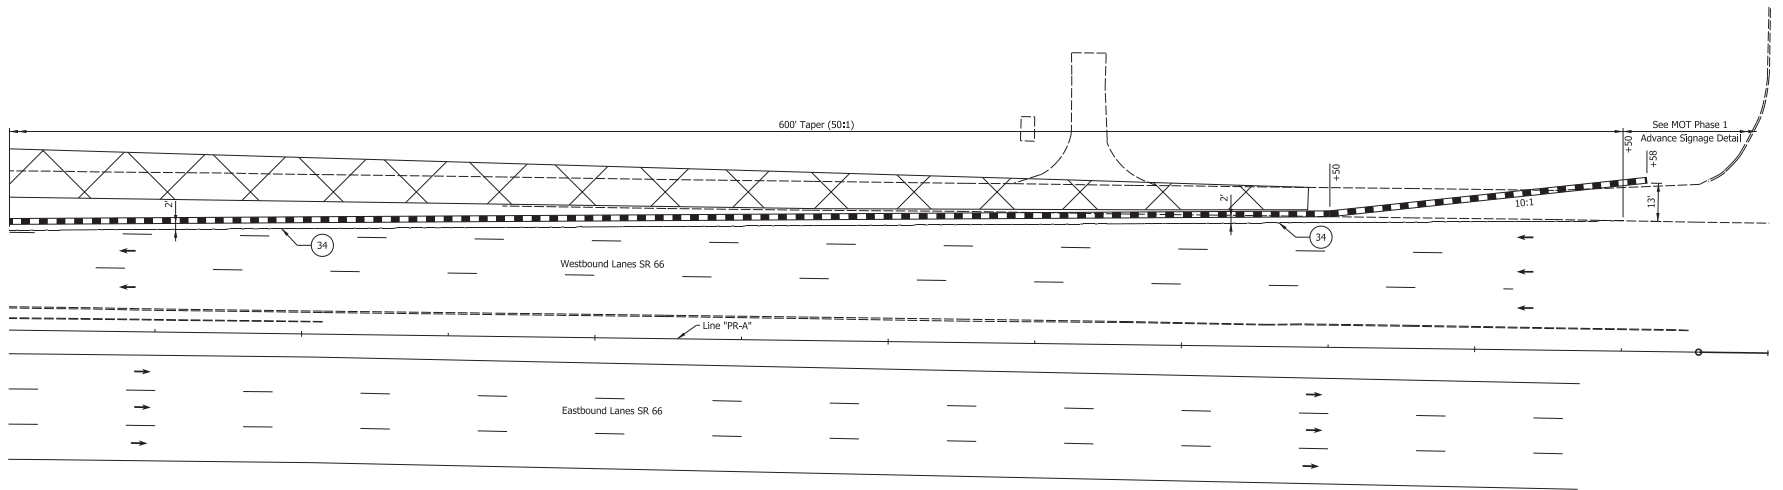 600' Taper (50:1)
See MOT Phase 1
Advance Signage Detail
+50
+58
+50
10:1
13'
2'
2'
34
34
Westbound Lanes SR 66
Line "PR-A"
Eastbound Lanes SR 66